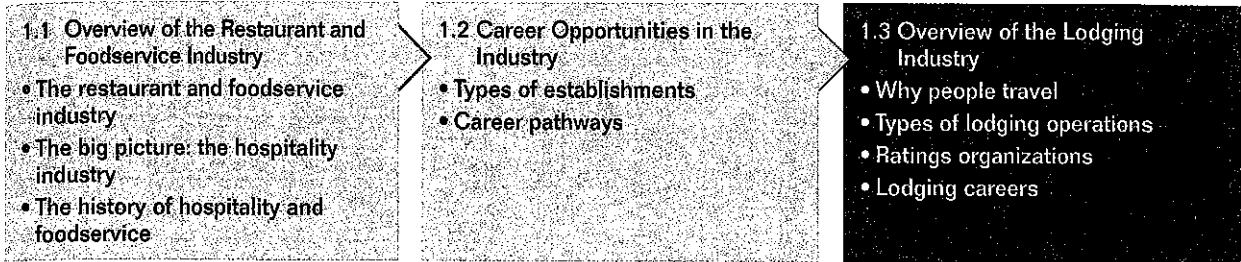 1.1 Overview of the Restaurant and
Foodservice Industry
• The restaurant and foodservice
industry
• The big picture: the hospitality
industry
• The history of hospitality and
foodservice
1.2 Career Opportunities in the
Industry
• Types of establishments
• Career pathways
1.3 Overview of the Lodging
Industry
• Why people travel
• Types of lodging operations
• Ratings organizations
• Lodging careers